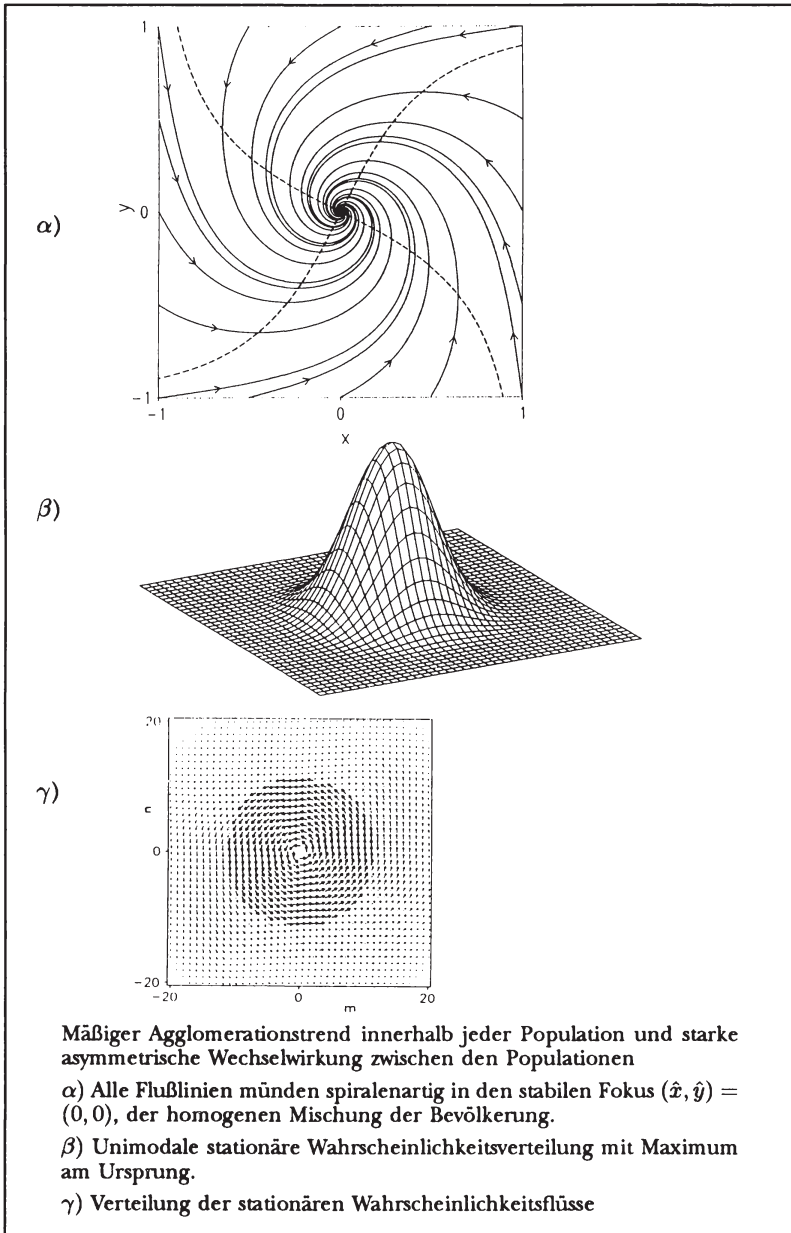 α)
1
y
0
-1
-1
0
1
x
β)
γ)
20
c
0
-20
-20
0
20
m
Mäßiger Agglomerationstrend innerhalb jeder Population und starke
asymmetrische Wechselwirkung zwischen den Populationen
α) Alle Flußlinien münden spiralenartig in den stabilen Fokus (x̂, ŷ) =
(0, 0), der homogenen Mischung der Bevölkerung.
β) Unimodale stationäre Wahrscheinlichkeitsverteilung mit Maximum
am Ursprung.
γ) Verteilung der stationären Wahrscheinlichkeitsflüsse